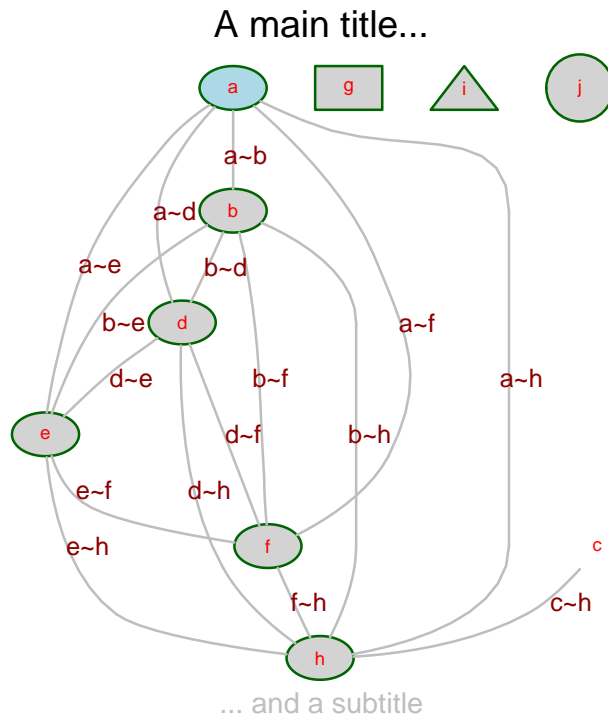 A main title...
a
g
i
j
a~b
a~d
b
a~e
b~d
b~e
d
a~f
d~e
b~f
a~h
e
d~f
b~h
e~f
d~h
e~h
f
c
f~h
c~h
h
... and a subtitle